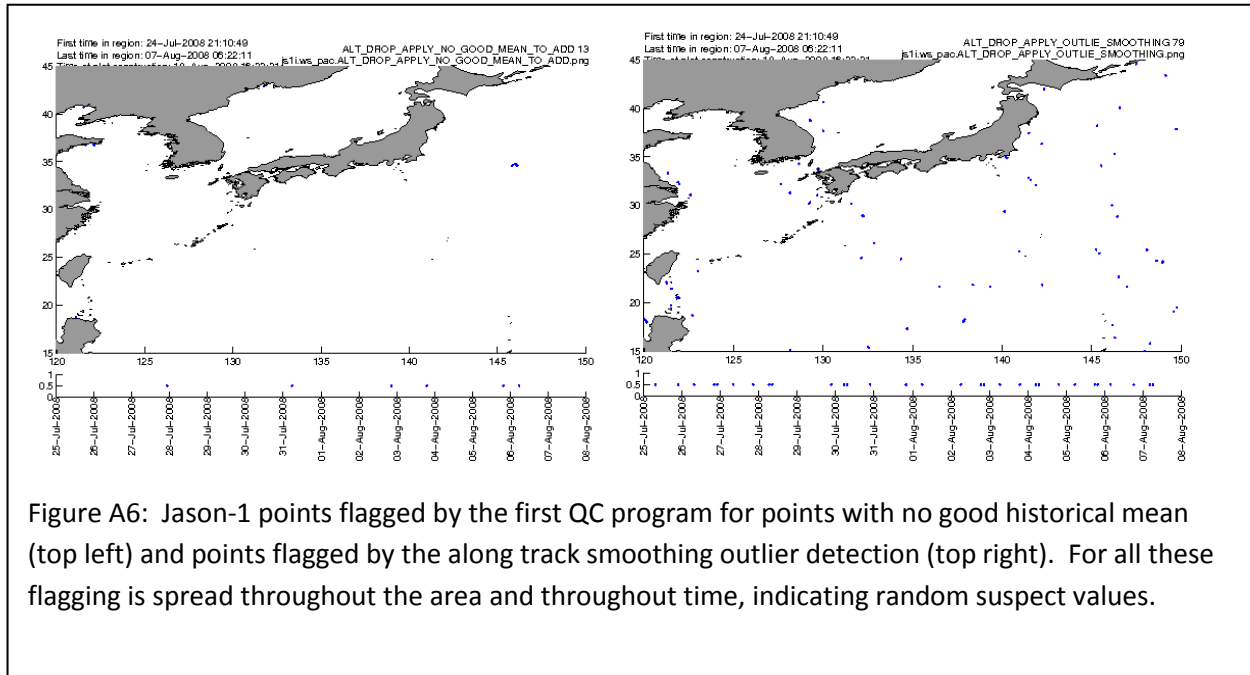 First time in region: 24-Jul-2008 21:10:49
Last time in region: 07-Aug-2008 06:22:11
ALT_DROP_APPLY_NO_GOOD_MEAN_TO_ADD 13
js1i.ws_pac.ALT_DROP_APPLY_NO_GOOD_MEAN_TO_ADD.png
45
40
35
30
25
20
15
120
125
130
135
140
145
150
1
0.5
0
25-Jul-2008
26-Jul-2008
27-Jul-2008
28-Jul-2008
29-Jul-2008
30-Jul-2008
31-Jul-2008
01-Aug-2008
02-Aug-2008
03-Aug-2008
04-Aug-2008
05-Aug-2008
06-Aug-2008
07-Aug-2008
08-Aug-2008
First time in region: 24-Jul-2008 21:10:49
Last time in region: 07-Aug-2008 06:22:11
ALT_DROP_APPLY_OUTLIE_SMOOTHING 79
js1i.ws_pac.ALT_DROP_APPLY_OUTLIE_SMOOTHING.png
45
40
35
30
25
20
15
120
125
130
135
140
145
150
1
0.5
0
25-Jul-2008
26-Jul-2008
27-Jul-2008
28-Jul-2008
29-Jul-2008
30-Jul-2008
31-Jul-2008
01-Aug-2008
02-Aug-2008
03-Aug-2008
04-Aug-2008
05-Aug-2008
06-Aug-2008
07-Aug-2008
08-Aug-2008
Figure A6: Jason-1 points flagged by the first QC program for points with no good historical mean
(top left) and points flagged by the along track smoothing outlier detection (top right). For all these
flagging is spread throughout the area and throughout time, indicating random suspect values.